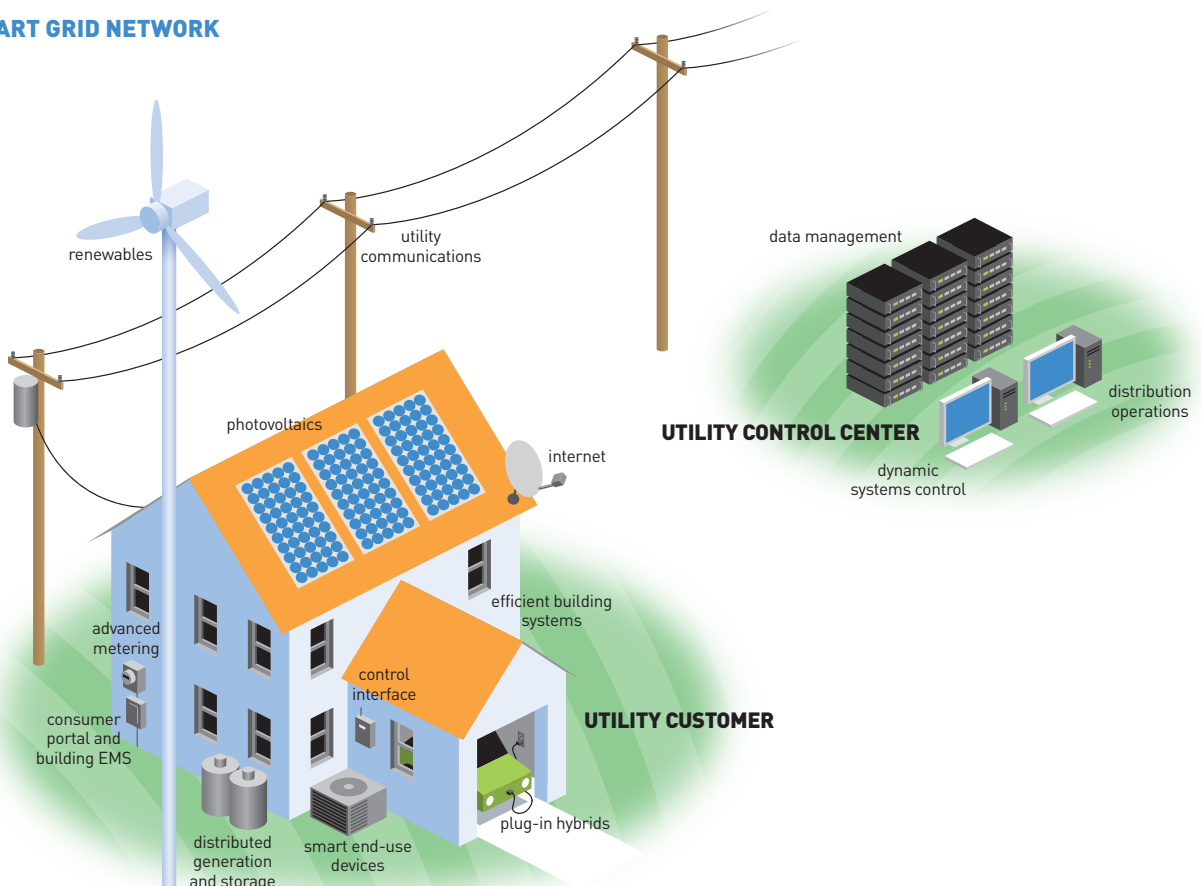 ART GRID NETWORK
renewables
utility
communications
data management
distribution
operations
UTILITY CONTROL CENTER
dynamic
systems control
photovoltaics
internet
efficient building
systems
advanced
metering
control
interface
consumer
portal and
building EMS
UTILITY CUSTOMER
plug-in hybrids
distributed
generation
and storage
smart end-use
devices